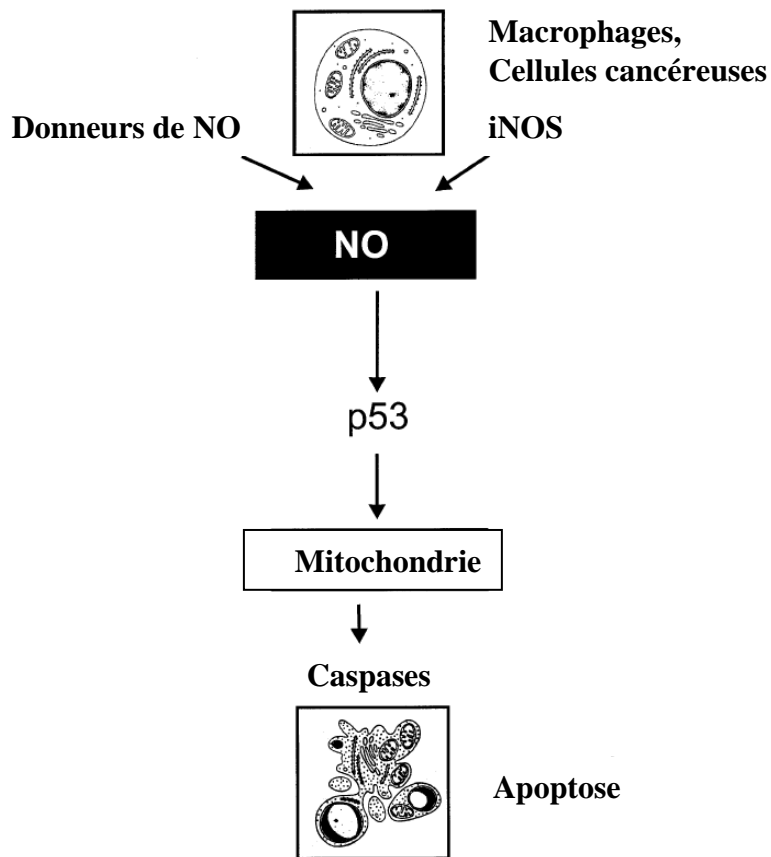 Macrophages,
Cellules cancéreuses
Donneurs de NO
iNOS
NO
p53
Mitochondrie
Caspases
Apoptose